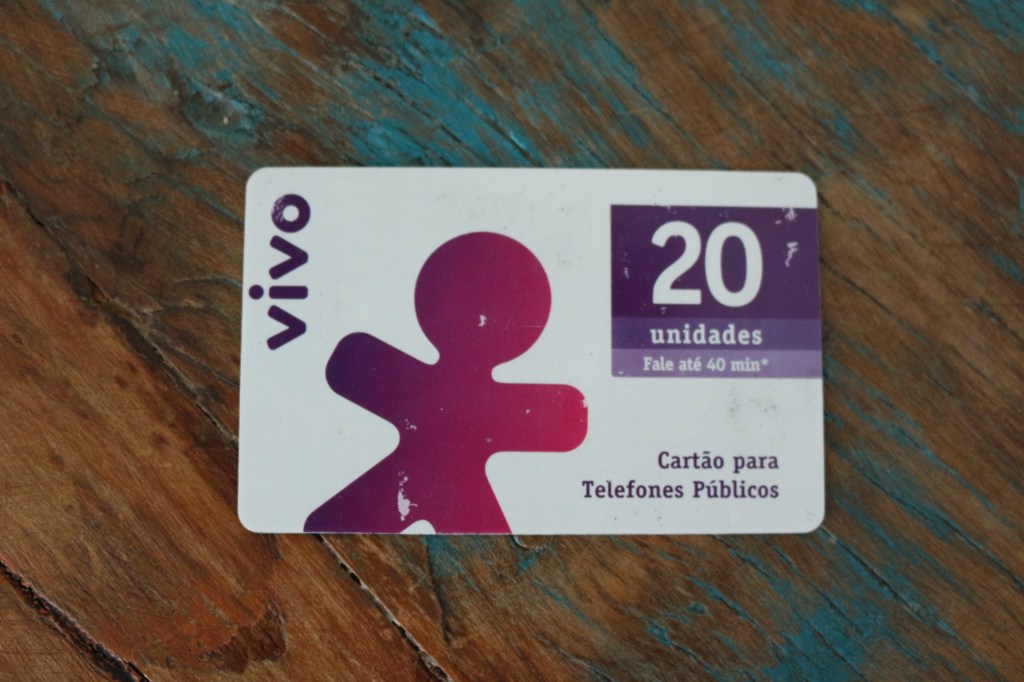 vivo
20
unidades
Fale até 40 min*
Cartão para
Telefones Públicos